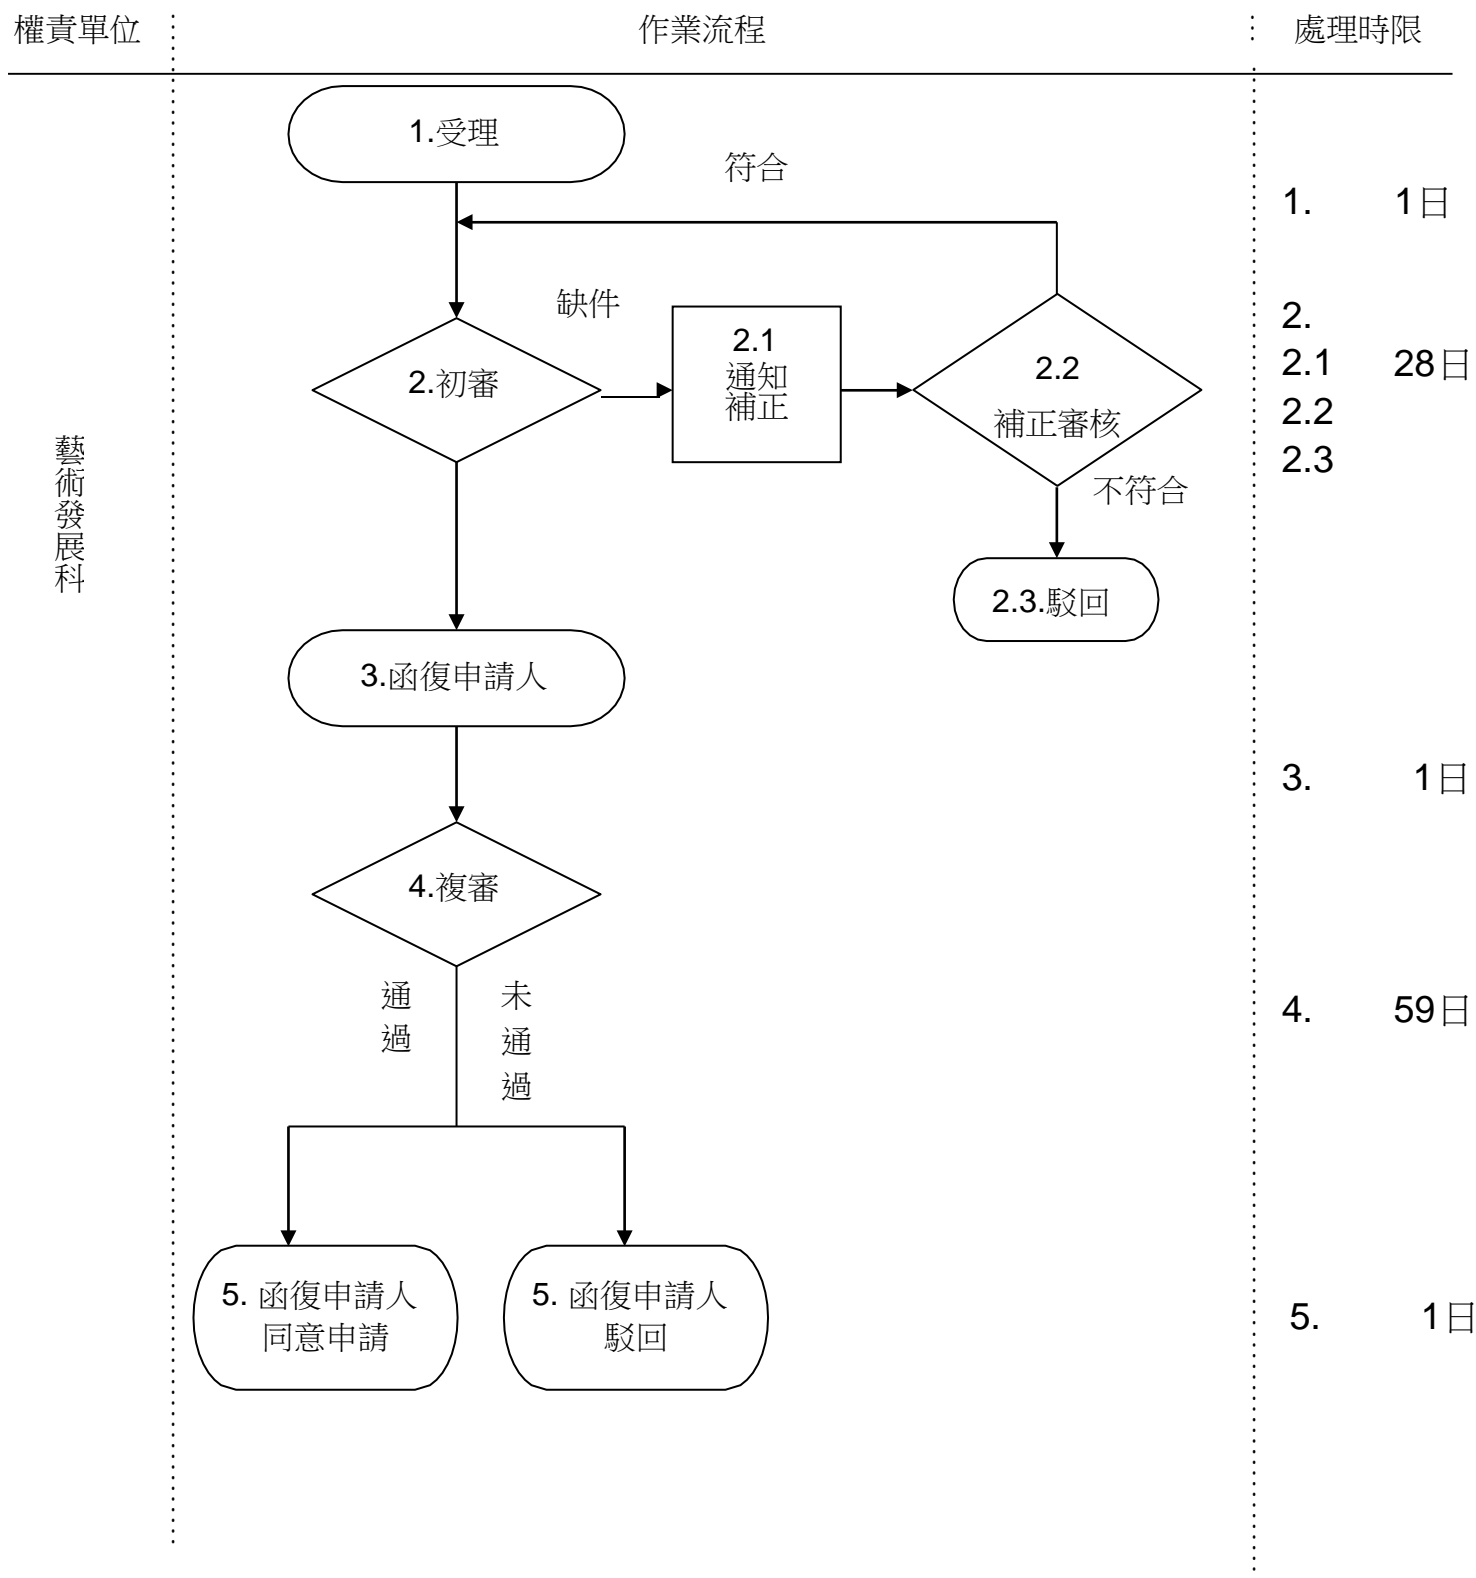 權責單位
作業流程
處理時限
藝術發展科
1.受理
符合
缺件
2.初審
2.1
通知
補正
2.2
補正審核
不符合
2.3.駁回
3.函復申請人
4.複審
通過
未通過
5. 函復申請人
同意申請
5. 函復申請人
駁回
1. 1日
2.
2.1 28日
2.2
2.3
3. 1日
4. 59日
5. 1日